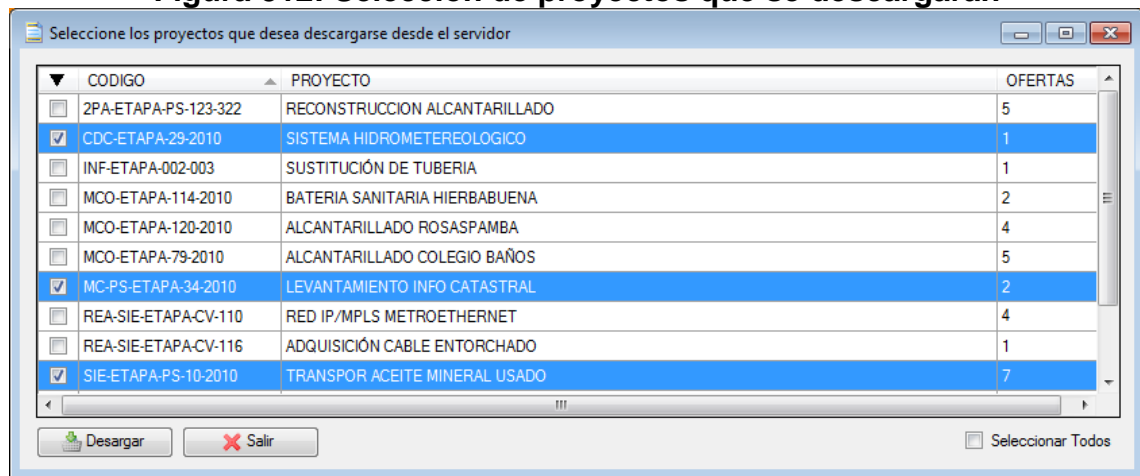 Seleccione los proyectos que desea descargarse desde el servidor
CODIGO PROYECTO OFERTAS
2PA-ETAPA-PS-123-322 RECONSTRUCCION ALCANTARILLADO 5
CDC-ETAPA-29-2010 SISTEMA HIDROMETEREOLOGICO 1
INF-ETAPA-002-003 SUSTITUCIÓN DE TUBERIA 1
MCO-ETAPA-114-2010 BATERIA SANITARIA HIERBABUENA 2
MCO-ETAPA-120-2010 ALCANTARILLADO ROSASPAMBA 4
MCO-ETAPA-79-2010 ALCANTARILLADO COLEGIO BAÑOS 5
MC-PS-ETAPA-34-2010 LEVANTAMIENTO INFO CATASTRAL 2
REA-SIE-ETAPA-CV-110 RED IP/MPLS METROETHERNET 4
REA-SIE-ETAPA-CV-116 ADQUISICIÓN CABLE ENTORCHADO 1
SIE-ETAPA-PS-10-2010 TRANSPOR ACEITE MINERAL USADO 7
Desargar Salir Seleccionar Todos